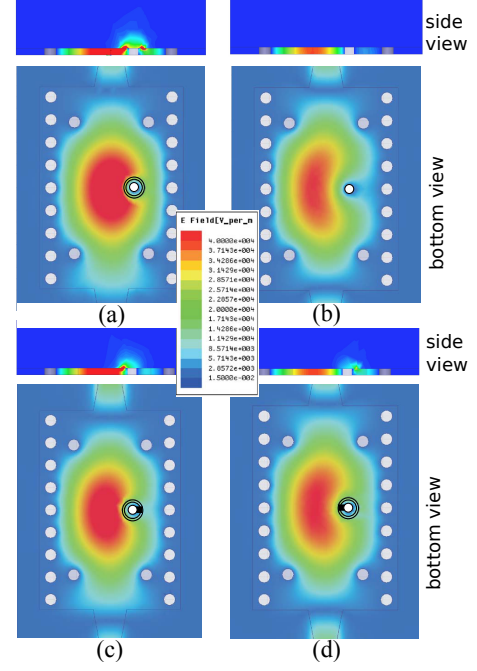 side
view
bottom view
E Field[V_per_m
4.0000e+004
3.7143e+004
3.4286e+004
3.1429e+004
2.8571e+004
2.5714e+004
2.2857e+004
2.0000e+004
1.7143e+004
1.4286e+004
1.1429e+004
8.5714e+003
5.7143e+003
2.8572e+003
1.5000e-002
(a)
(b)
side
view
bottom view
(c)
(d)